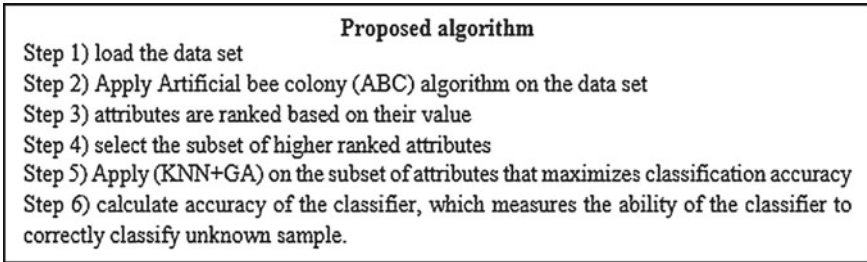 Proposed algorithm
Step 1) load the data set
Step 2) Apply Artificial bee colony (ABC) algorithm on the data set
Step 3) attributes are ranked based on their value
Step 4) select the subset of higher ranked attributes
Step 5) Apply (KNN+GA) on the subset of attributes that maximizes classification accuracy
Step 6) calculate accuracy of the classifier, which measures the ability of the classifier to
correctly classify unknown sample.